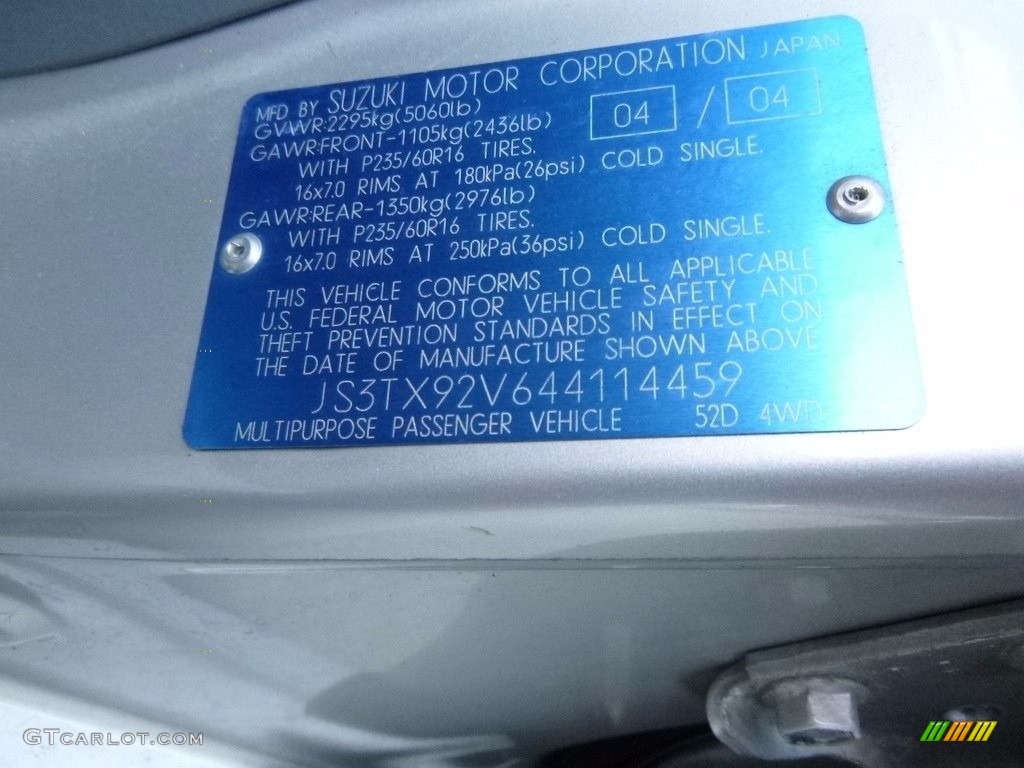 MFD BY SUZUKI MOTOR CORPORATION JAPAN
GVWR:2295kg(5060lb) 04 / 04
GAWR:FRONT-1105kg(2436lb)
WITH P235/60R16 TIRES.
16x7.0 RIMS AT 180kPa(26psi) COLD SINGLE.
GAWR:REAR-1350kg(2976lb)
WITH P235/60R16 TIRES.
16x7.0 RIMS AT 250kPa(36psi) COLD SINGLE.
THIS VEHICLE CONFORMS TO ALL APPLICABLE
U.S. FEDERAL MOTOR VEHICLE SAFETY AND
THEFT PREVENTION STANDARDS IN EFFECT ON
THE DATE OF MANUFACTURE SHOWN ABOVE
JS3TX92V644114459
MULTIPURPOSE PASSENGER VEHICLE 52D 4WD
GTCARLOT.COM